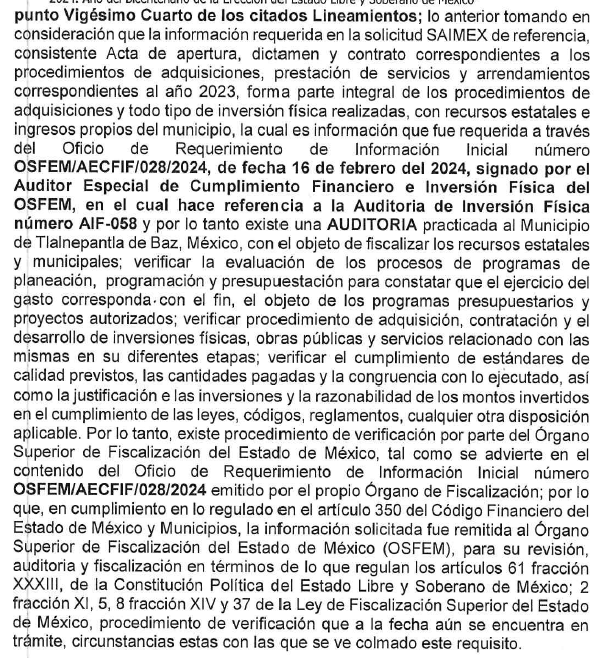 2024. Año del Bicentenario de la Erección del Estado Libre y Soberano de México
punto Vigésimo Cuarto de los citados Lineamientos; lo anterior tomando en
consideración que la información requerida en la solicitud SAIMEX de referencia,
consistente Acta de apertura, dictamen y contrato correspondientes a los
procedimientos de adquisiciones, prestación de servicios y arrendamientos
correspondientes al año 2023, forma parte integral de los procedimientos de
adquisiciones y todo tipo de inversión física realizadas, con recursos estatales e
ingresos propios del municipio, la cual es información que fue requerida a través
del Oficio de Requerimiento de Información Inicial número
OSFEM/AECFIF/028/2024, de fecha 16 de febrero del 2024, signado por el
Auditor Especial de Cumplimiento Financiero e Inversión Física del
OSFEM, en el cual hace referencia a la Auditoria de Inversión Física
número AIF-058 y por lo tanto existe una AUDITORIA practicada al Municipio
de Tlalnepantla de Baz, México, con el objeto de fiscalizar los recursos estatales
y municipales; verificar la evaluación de los procesos de programas de
planeación, programación y presupuestación para constatar que el ejercicio del
gasto corresponda con el fin, el objeto de los programas presupuestarios y
proyectos autorizados; verificar procedimiento de adquisición, contratación y el
desarrollo de inversiones físicas, obras públicas y servicios relacionado con las
mismas en su diferentes etapas; verificar el cumplimiento de estándares de
calidad previstos, las cantidades pagadas y la congruencia con lo ejecutado, así
como la justificación e las inversiones y la razonabilidad de los montos invertidos
en el cumplimiento de las leyes, códigos, reglamentos, cualquier otra disposición
aplicable. Por lo tanto, existe procedimiento de verificación por parte del Órgano
Superior de Fiscalización del Estado de México, tal como se advierte en el
contenido del Oficio de Requerimiento de Información Inicial número
OSFEM/AECFIF/028/2024 emitido por el propio Órgano de Fiscalización; por lo
que, en cumplimiento en lo regulado en el artículo 350 del Código Financiero del
Estado de México y Municipios, la información solicitada fue remitida al Órgano
Superior de Fiscalización del Estado de México (OSFEM), para su revisión,
auditoria y fiscalización en términos de lo que regulan los artículos 61 fracción
XXXIII, de la Constitución Política del Estado Libre y Soberano de México; 2
fracción XI, 5, 8 fracción XIV y 37 de la Ley de Fiscalización Superior del Estado
de México, procedimiento de verificación que a la fecha aún se encuentra en
trámite, circunstancias estas con las que se ve colmado este requisito.